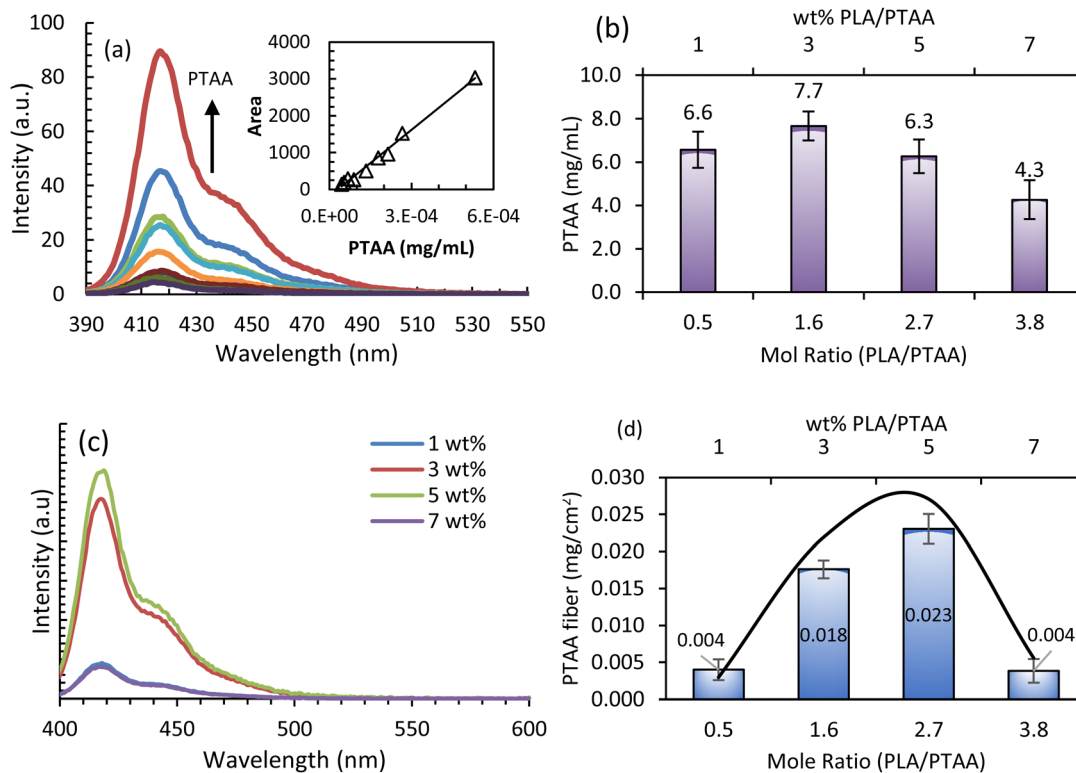 (a)
100
80
60
40
20
0
Intensity (a.u.)
390 410 430 450 470 490 510 530 550
Wavelength (nm)
PTAA
4000
3000
2000
1000
0
Area
0.E+00 3.E-04 6.E-04
PTAA (mg/mL)
(b)
wt% PLA/PTAA
1 3 5 7
10.0
8.0
6.0
4.0
2.0
0.0
PTAA (mg/mL)
6.6 7.7 6.3 4.3
0.5 1.6 2.7 3.8
Mol Ratio (PLA/PTAA)
(c)
1 wt%
3 wt%
5 wt%
7 wt%
Intensity (a.u
400 450 500 550 600
Wavelength (nm)
(d)
wt% PLA/PTAA
1 3 5 7
0.030
0.025
0.020
0.015
0.010
0.005
0.000
PTAA fiber (mg/cm²)
0.004 0.018 0.023 0.004
0.5 1.6 2.7 3.8
Mole Ratio (PLA/PTAA)